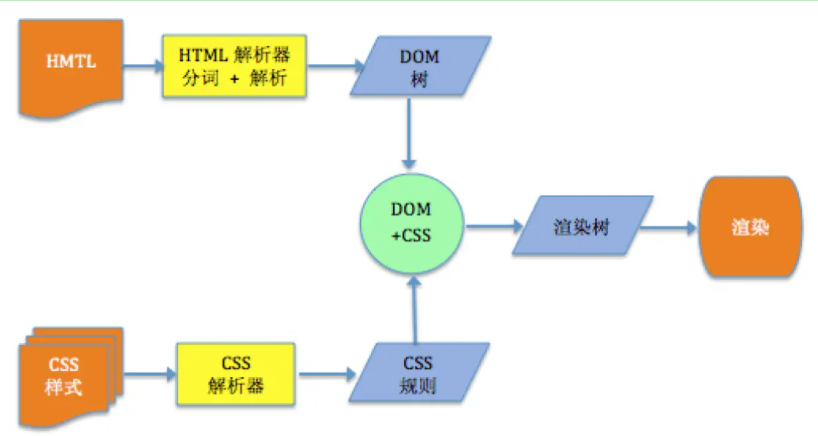 HMTL
HTML 解析器
分词 + 解析
DOM
树
DOM
+CSS
渲染树
渲染
CSS
样式
CSS
解析器
CSS
规则